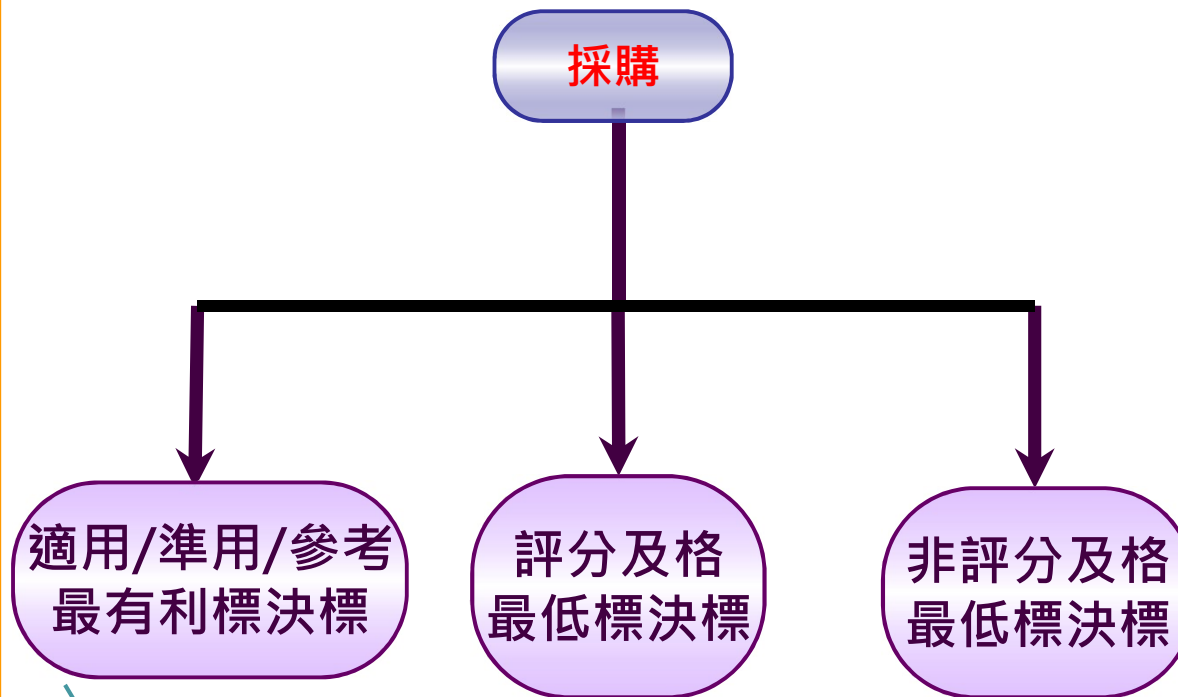 採購
適用/準用/參考
最有利標決標
評分及格
最低標決標
非評分及格
最低標決標